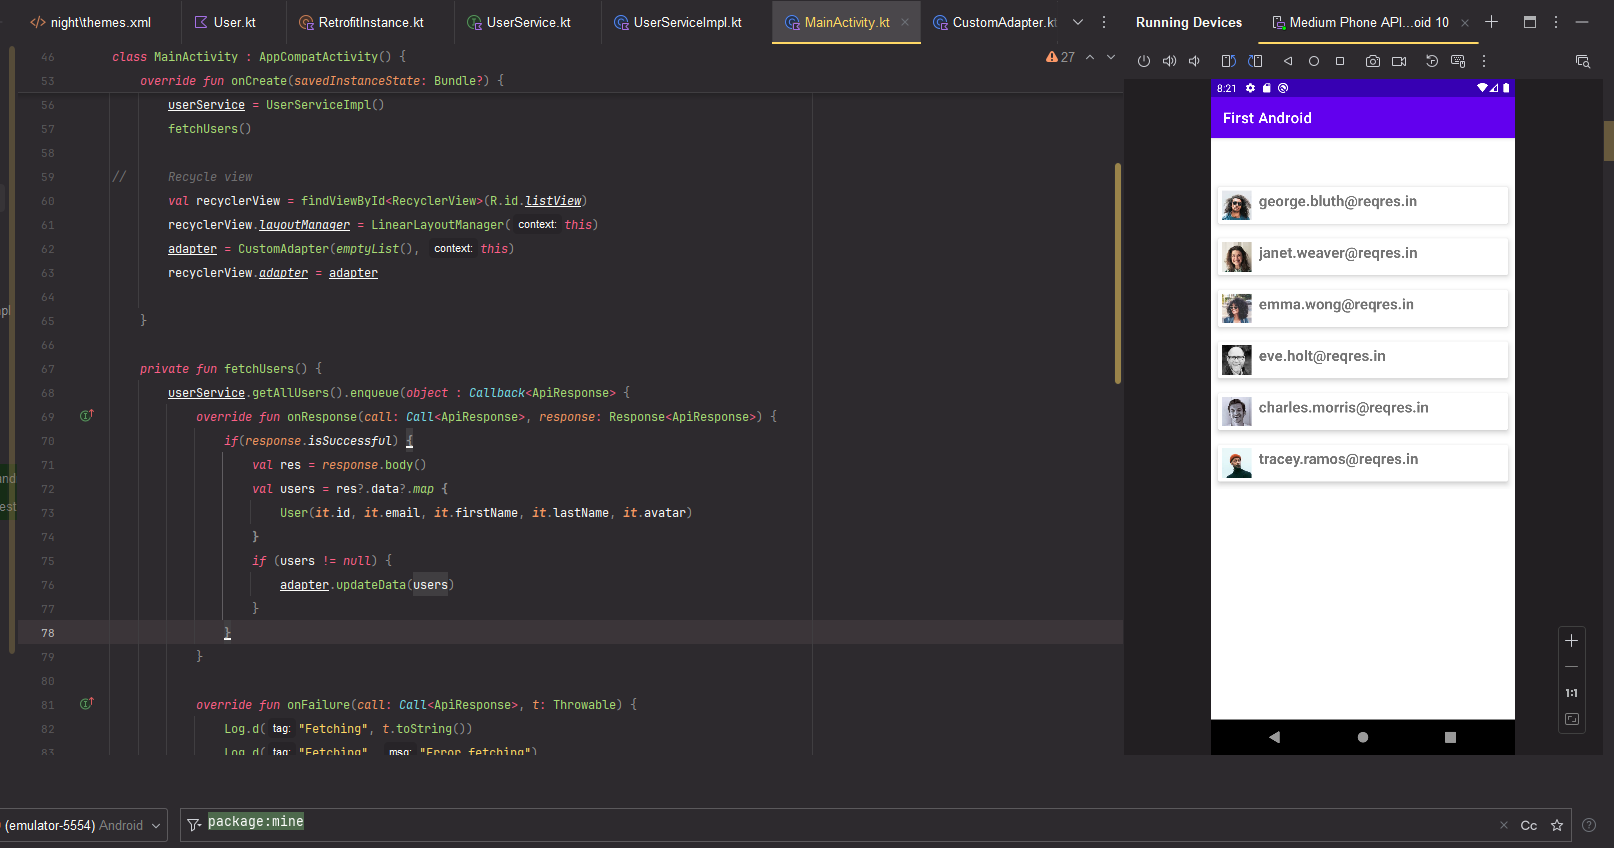 </> night\themes.xml User.kt RetrofitInstance.kt UserService.kt UserServiceImpl.kt MainActivity.kt CustomAdapter.kt
Running Devices Medium Phone API...oid 10
46 class MainActivity : AppCompatActivity() {
27
53 override fun onCreate(savedInstanceState: Bundle?) {
56 userService = UserServiceImpl()
57 fetchUsers()
58
59 // Recycle view
60 val recyclerView = findViewById<RecyclerView>(R.id.listView)
61 recyclerView.layoutManager = LinearLayoutManager( context: this)
62 adapter = CustomAdapter(emptyList(), context: this)
63 recyclerView.adapter = adapter
64
65 }
66
67 private fun fetchUsers() {
68 userService.getAllUsers().enqueue(object : Callback<ApiResponse> {
69 override fun onResponse(call: Call<ApiResponse>, response: Response<ApiResponse>) {
70 if(response.isSuccessful) {
71 val res = response.body()
72 val users = res?.data?.map {
73 User(it.id, it.email, it.firstName, it.lastName, it.avatar)
74 }
75 if (users != null) {
76 adapter.updateData(users)
77 }
78 }
79 }
80
81 override fun onFailure(call: Call<ApiResponse>, t: Throwable) {
82 Log.d( tag: "Fetching", t.toString())
83 Log.d( tag: "Fetching", msg: "Error fetching")
pl
und
est
8:21
First Android
george.bluth@reqres.in
janet.weaver@reqres.in
emma.wong@reqres.in
eve.holt@reqres.in
charles.morris@reqres.in
tracey.ramos@reqres.in
1:1
(emulator-5554) Android
package:mine
Cc